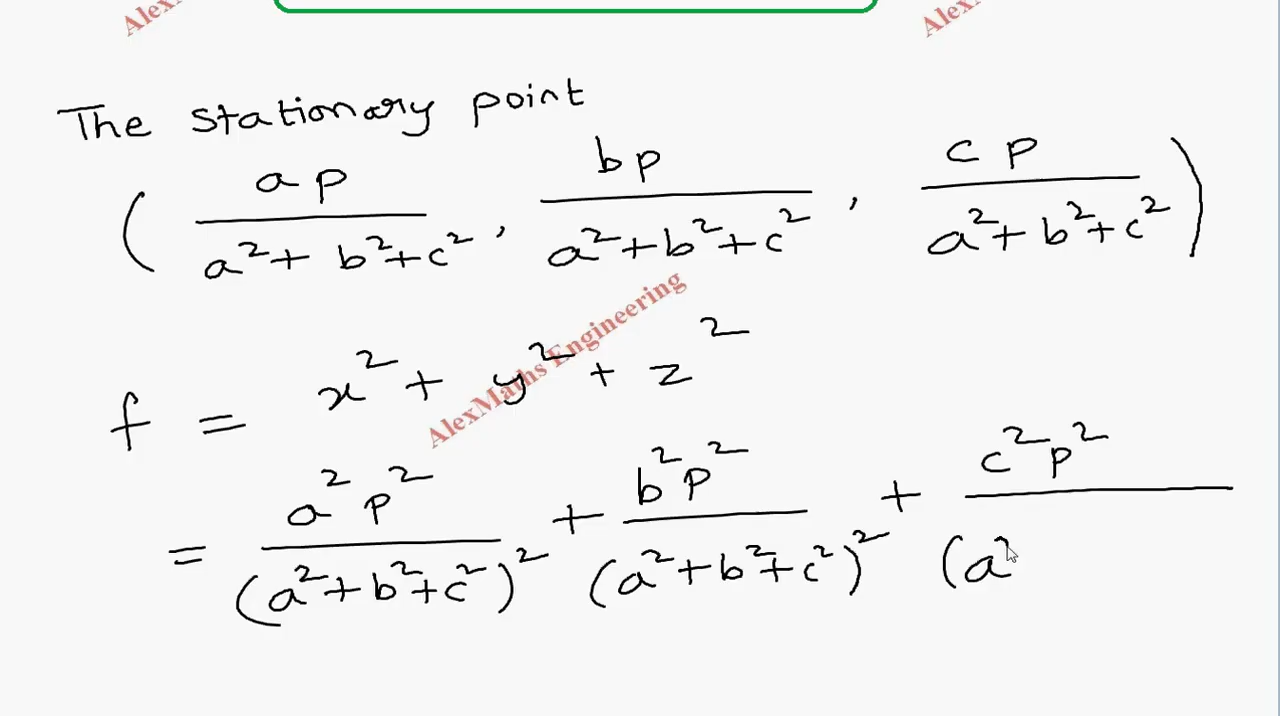 The stationary point
( ap / a²+ b²+c² , bp / a²+b²+c² , cp / a²+b²+c² )
AlexMaths Engineering
f = x² + y² + z²
= a²p² / (a²+b²+c²)² + b²p² / (a²+b²+c²)² + c²p² / (a²